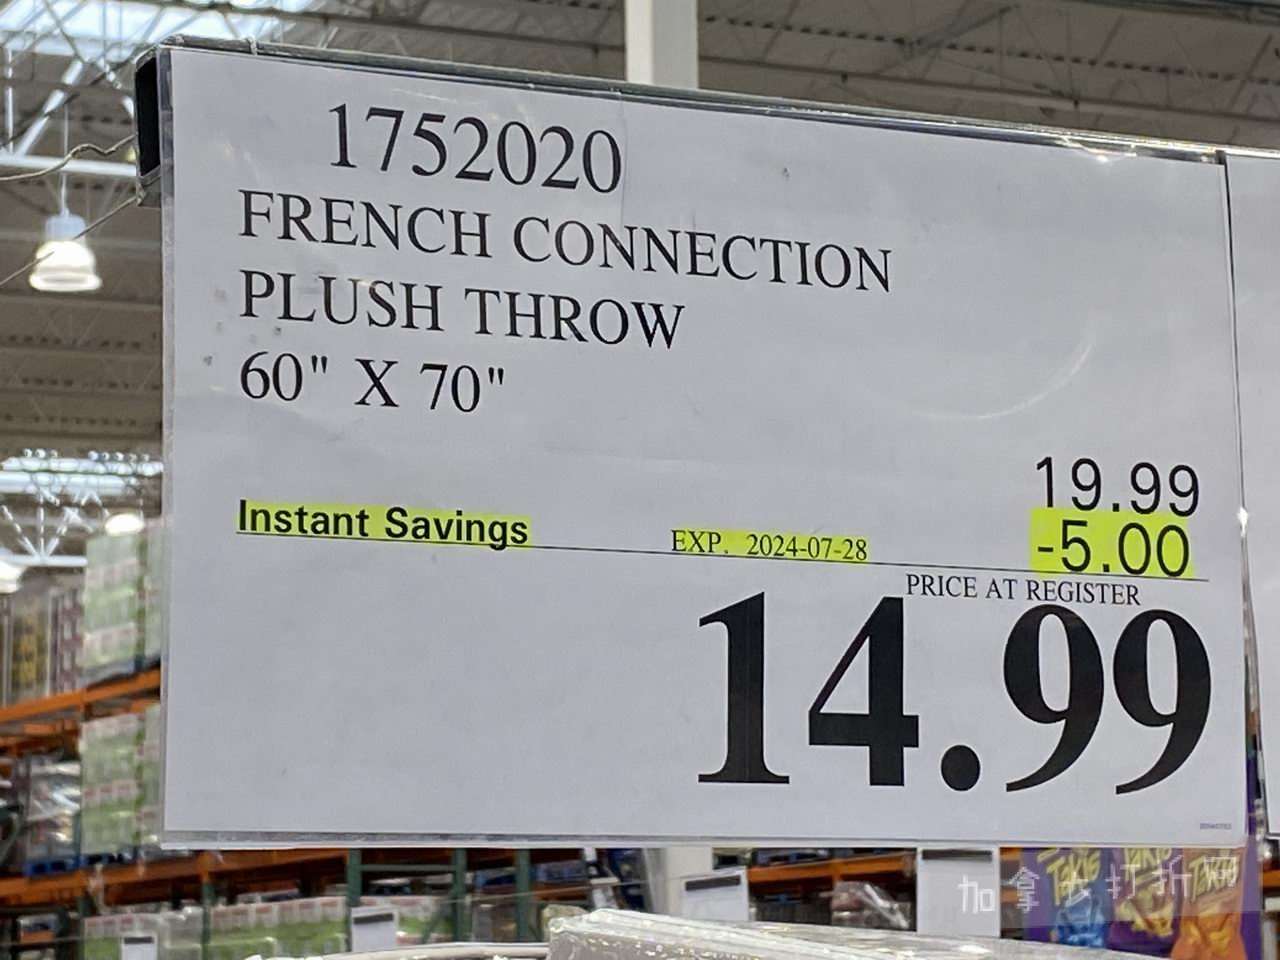 1752020
FRENCH CONNECTION
PLUSH THROW
60" X 70"
19.99
Instant Savings EXP. 2024-07-28 -5.00
PRICE AT REGISTER
14.99
加拿大打折网